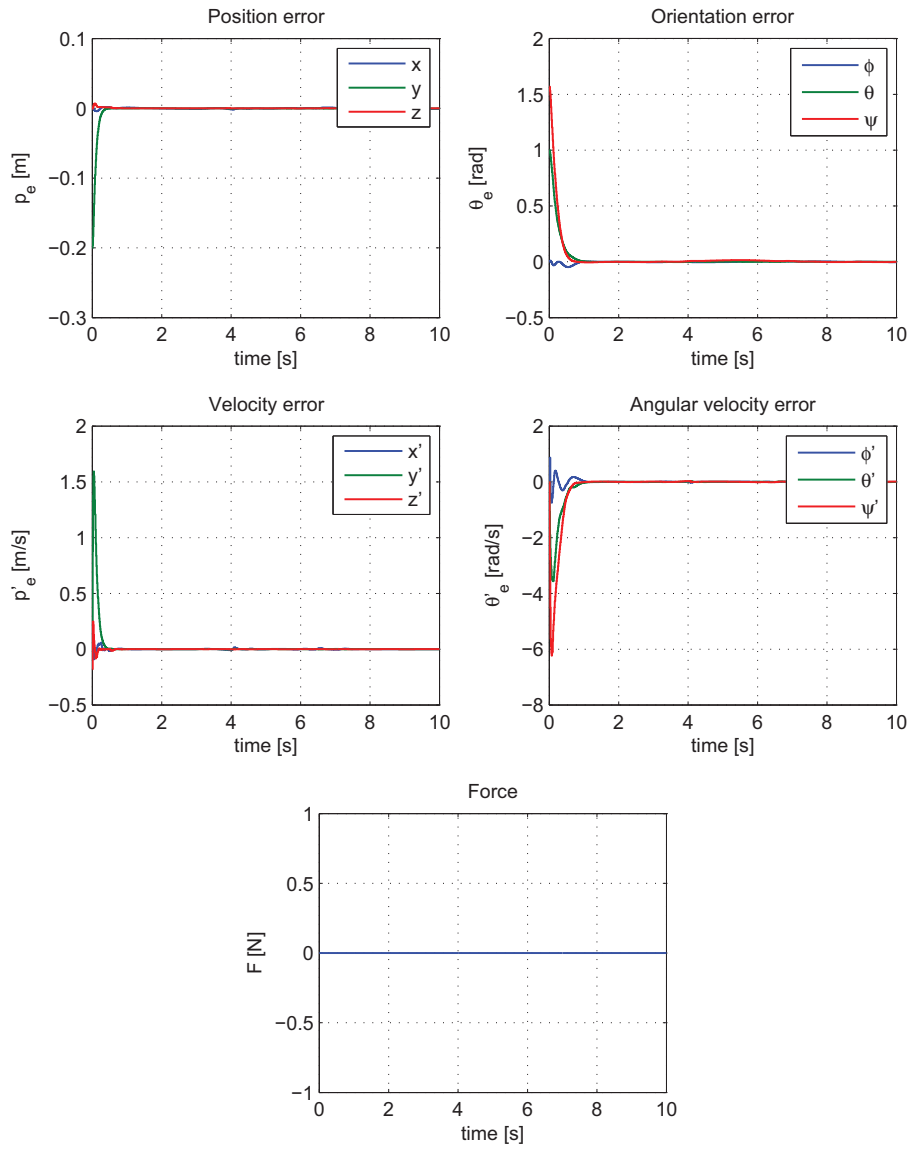 Position error
0.1
0
−0.1
−0.2
−0.3
p_e [m]
x
y
z
0 2 4 6 8 10
time [s]
Orientation error
2
1.5
1
0.5
0
−0.5
θ_e [rad]
ϕ
θ
ψ
0 2 4 6 8 10
time [s]
Velocity error
2
1.5
1
0.5
0
−0.5
p'_e [m/s]
x'
y'
z'
0 2 4 6 8 10
time [s]
Angular velocity error
2
0
−2
−4
−6
−8
θ'_e [rad/s]
ϕ'
θ'
ψ'
0 2 4 6 8 10
time [s]
Force
1
0.5
0
−0.5
−1
F [N]
0 2 4 6 8 10
time [s]